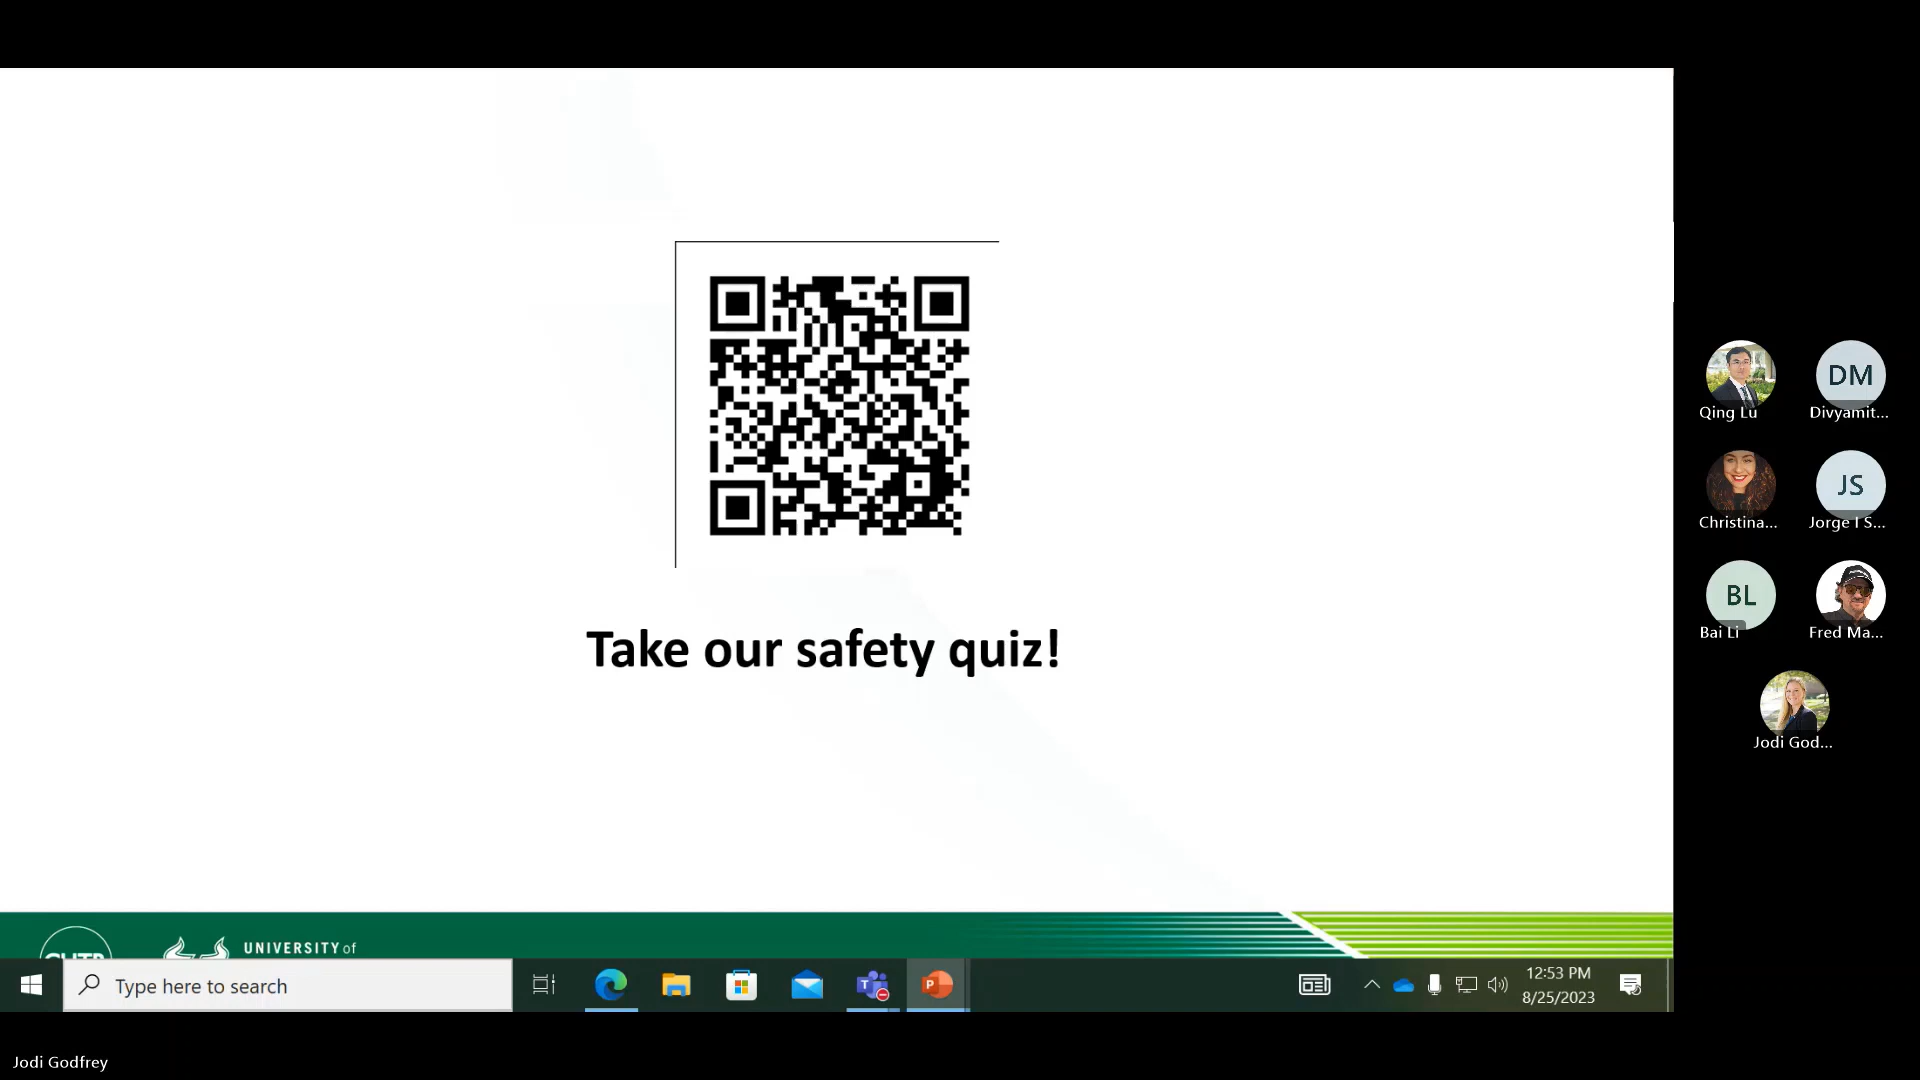 Take our safety quiz!
UNIVERSITY of
Type here to search
12:53 PM
8/25/2023
Qing Lu
DM
Divyamit...
Christina...
JS
Jorge I S...
BL
Bai Li
Fred Ma...
Jodi God...
Jodi Godfrey